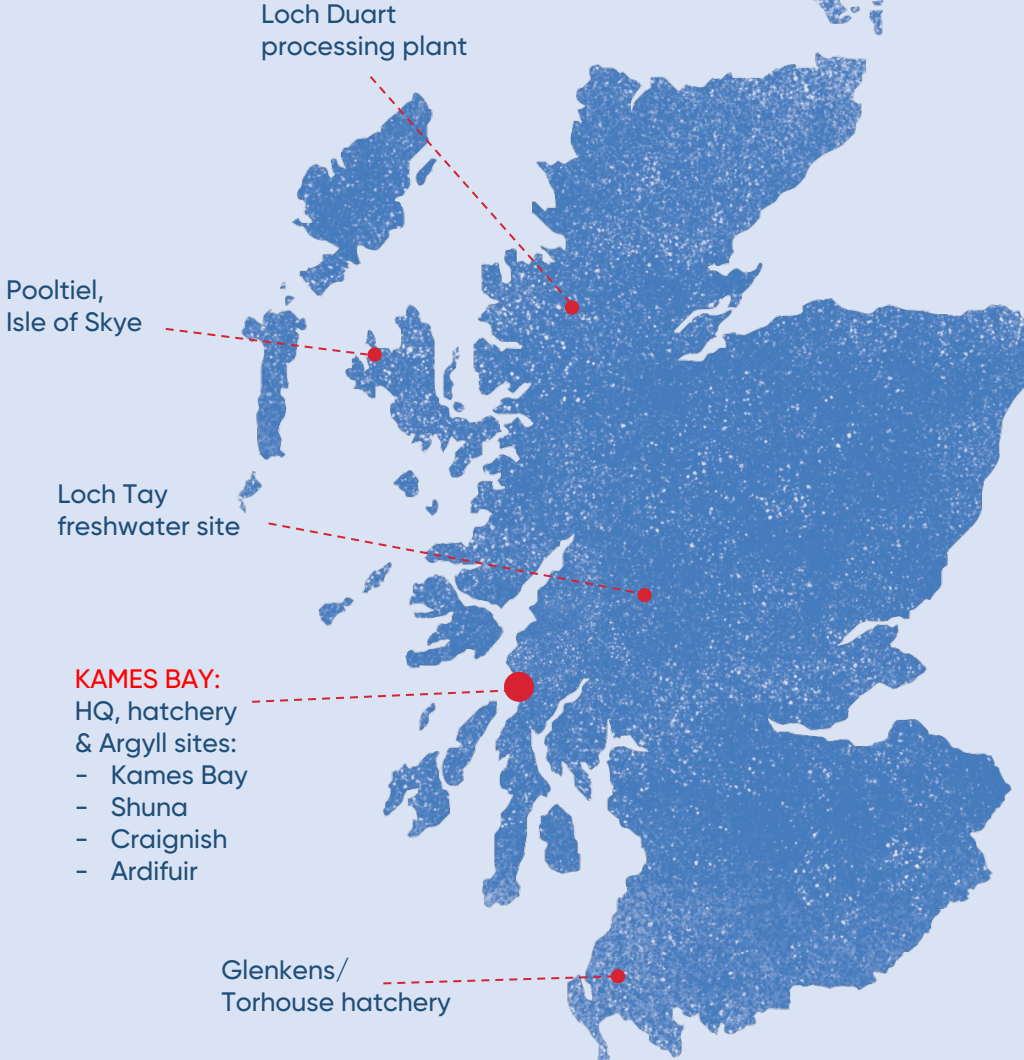 Loch Duart
processing plant
Pooltiel,
Isle of Skye
Loch Tay
freshwater site
KAMES BAY:
HQ, hatchery
& Argyll sites:
- Kames Bay
- Shuna
- Craignish
- Ardifuir
Glenkens/
Torhouse hatchery